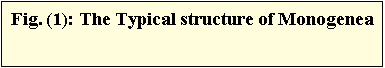 Fig. (1): The Typical structure of Monogenea